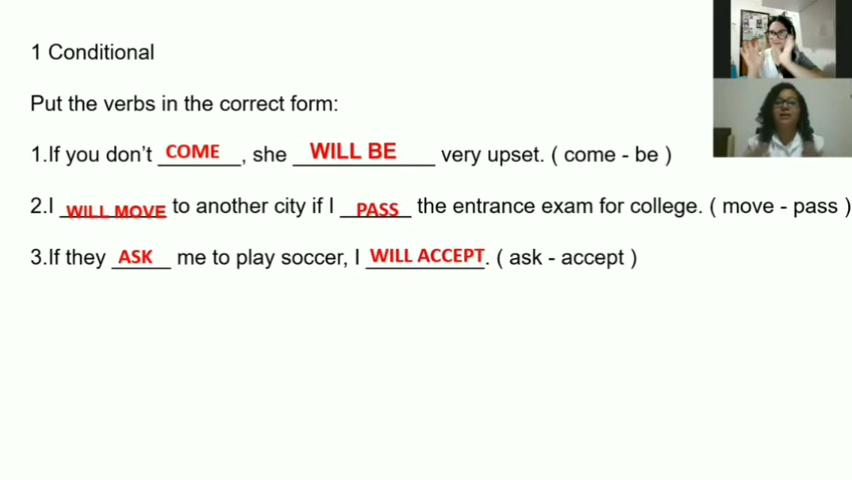 1 Conditional
Put the verbs in the correct form:
1.If you don't COME, she WILL BE very upset. ( come - be )
2.I WILL MOVE to another city if I PASS the entrance exam for college. ( move - pass )
3.If they ASK me to play soccer, I WILL ACCEPT. ( ask - accept )